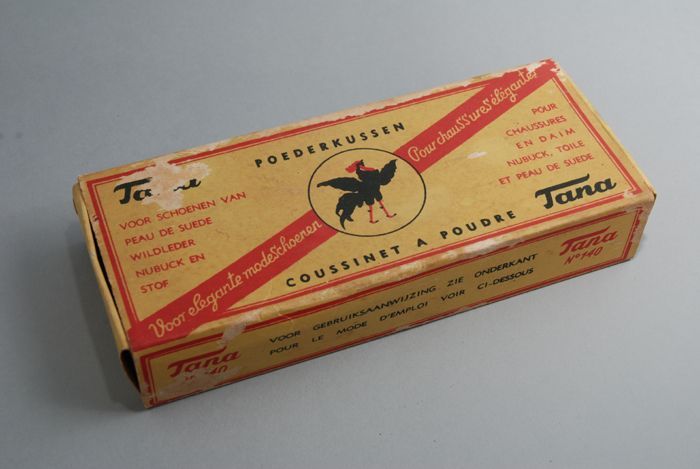 POEDERKUSSEN
Tana
VOOR SCHOENEN VAN
PEAU DE SUEDE
WILDLEDER
NUBUCK EN
STOF
Voor elegante modeschoenen
Pour chaussures élégantes
POUR
CHAUSSURES
EN DAIM
NUBUCK, TOILE
ET PEAU DE SUEDE
Tana
COUSSINET A POUDRE
Tana
N° 140
VOOR GEBRUIKSAANWIJZING ZIE ONDERKANT
POUR LE MODE D'EMPLOI VOIR CI-DESSOUS
Tana
N° 140